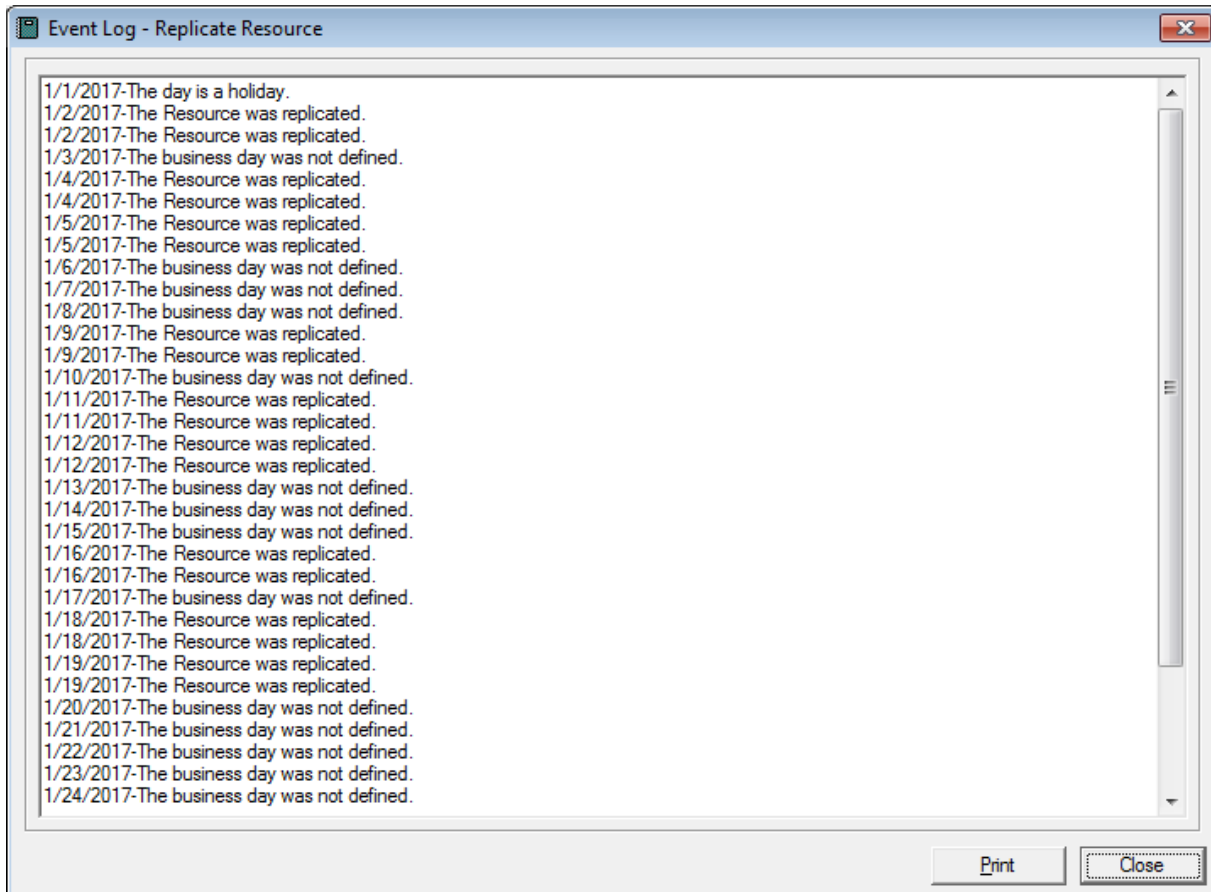 Event Log - Replicate Resource
1/1/2017-The day is a holiday.
1/2/2017-The Resource was replicated.
1/2/2017-The Resource was replicated.
1/3/2017-The business day was not defined.
1/4/2017-The Resource was replicated.
1/4/2017-The Resource was replicated.
1/5/2017-The Resource was replicated.
1/5/2017-The Resource was replicated.
1/6/2017-The business day was not defined.
1/7/2017-The business day was not defined.
1/8/2017-The business day was not defined.
1/9/2017-The Resource was replicated.
1/9/2017-The Resource was replicated.
1/10/2017-The business day was not defined.
1/11/2017-The Resource was replicated.
1/11/2017-The Resource was replicated.
1/12/2017-The Resource was replicated.
1/12/2017-The Resource was replicated.
1/13/2017-The business day was not defined.
1/14/2017-The business day was not defined.
1/15/2017-The business day was not defined.
1/16/2017-The Resource was replicated.
1/16/2017-The Resource was replicated.
1/17/2017-The business day was not defined.
1/18/2017-The Resource was replicated.
1/18/2017-The Resource was replicated.
1/19/2017-The Resource was replicated.
1/19/2017-The Resource was replicated.
1/20/2017-The business day was not defined.
1/21/2017-The business day was not defined.
1/22/2017-The business day was not defined.
1/23/2017-The business day was not defined.
1/24/2017-The business day was not defined.
Print
Close